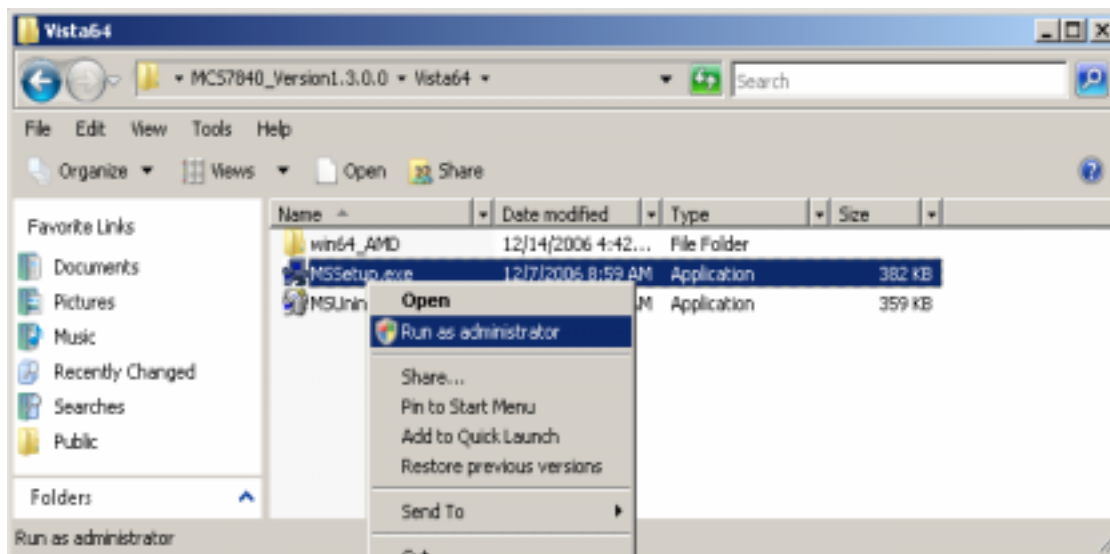 Vista64
MCS7840_Version1.3.0.0 Vista64
Search
File Edit View Tools Help
Organize Views Open Share
Favorite Links
Documents
Pictures
Music
Recently Changed
Searches
Public
Folders
Name Date modified Type Size
win64_AMD 12/14/2006 4:42... File Folder
MSSetup.exe 12/7/2006 8:59 AM Application 382 KB
MSUnin AM Application 359 KB
Open
Run as administrator
Share...
Pin to Start Menu
Add to Quick Launch
Restore previous versions
Send To
Run as administrator